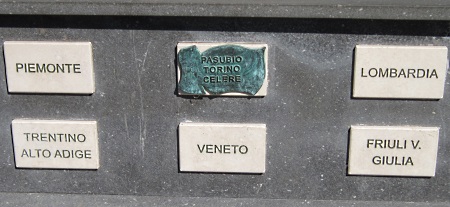 PIEMONTE
PASUBIO
TORINO
CELERE
LOMBARDIA
TRENTINO
ALTO ADIGE
VENETO
FRIULI V.
GIULIA